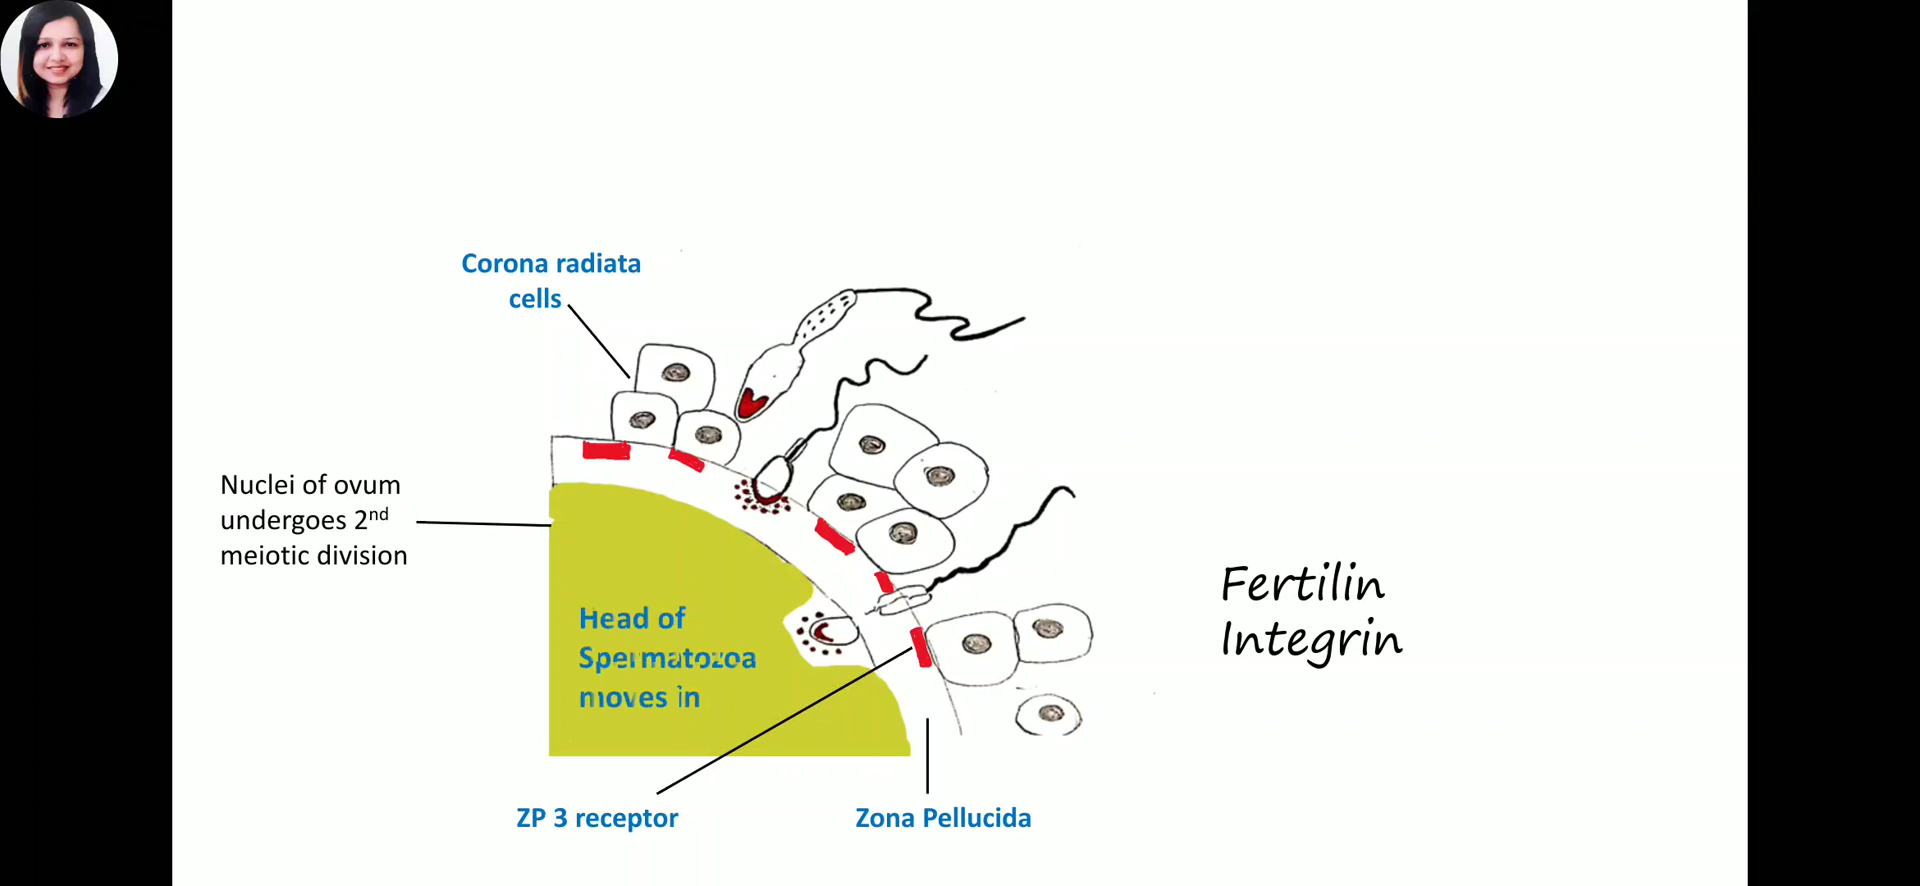 Corona radiata
cells
Nuclei of ovum
undergoes 2nd
meiotic division
Head of
Spermatozoa
moves in
Fertilin
Integrin
ZP 3 receptor
Zona Pellucida